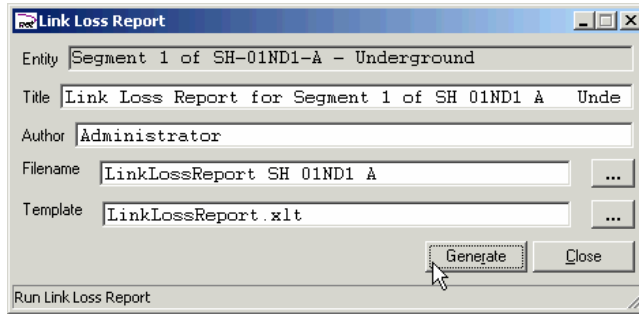 Link Loss Report
Entity Segment 1 of SH-01ND1-A - Underground
Title Link Loss Report for Segment 1 of SH 01ND1 A   Unde
Author Administrator
Filename LinkLossReport SH 01ND1 A ...
Template LinkLossReport.xlt ...
Generate Close
Run Link Loss Report